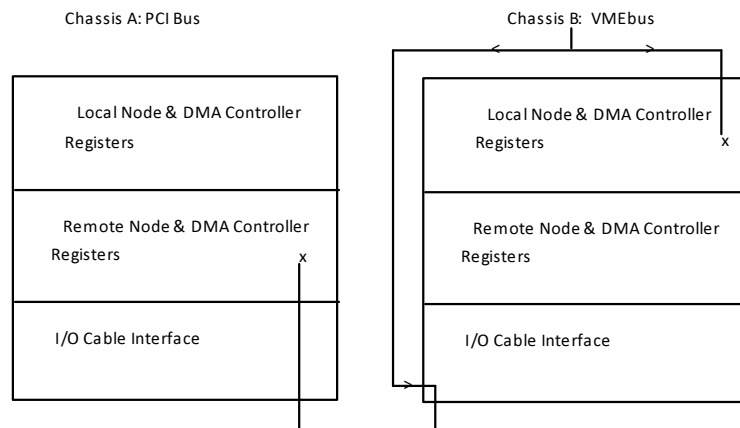 Chassis A: PCI Bus
Chassis B: VMEbus
Local Node & DMA Controller
Registers
Remote Node & DMA Controller
Registers
x
I/O Cable Interface
Local Node & DMA Controller
Registers
x
Remote Node & DMA Controller
Registers
I/O Cable Interface